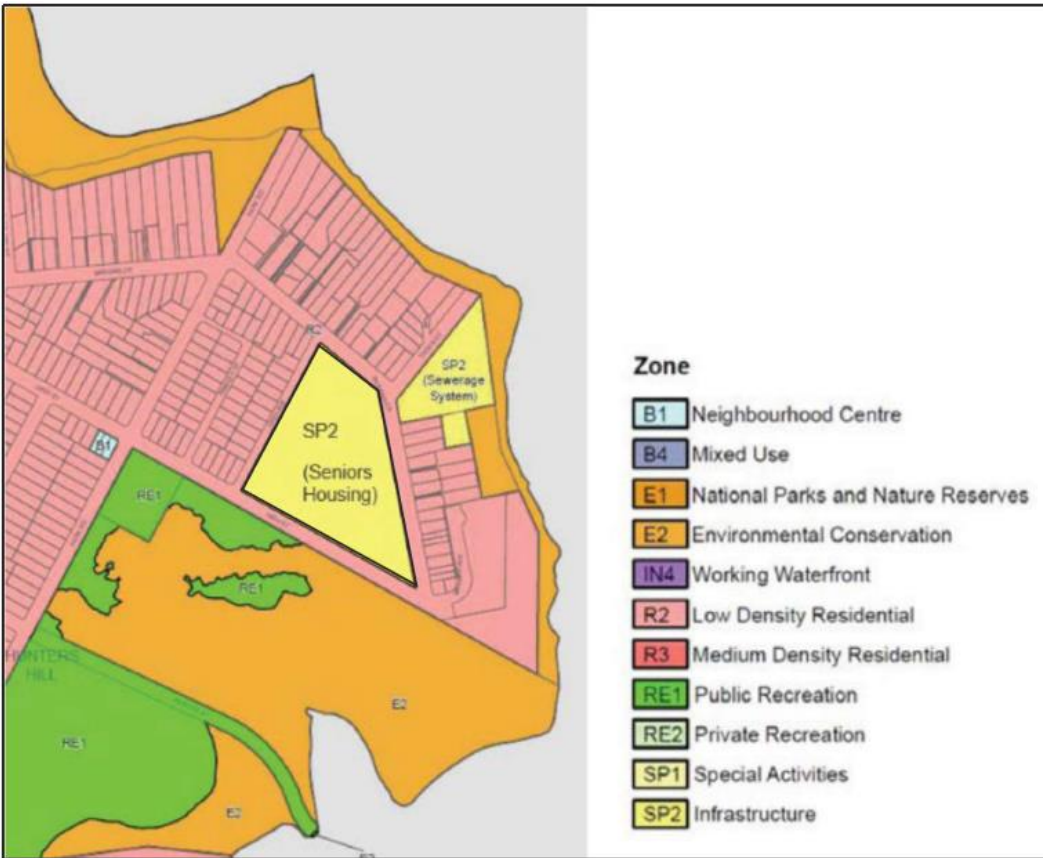 R2
SP2
(Sewerage
System)
SP2
(Seniors
Housing)
B1
RE1
RE1
HUNTERS
HILL
E2
RE1
E2
Zone
B1 Neighbourhood Centre
B4 Mixed Use
E1 National Parks and Nature Reserves
E2 Environmental Conservation
IN4 Working Waterfront
R2 Low Density Residential
R3 Medium Density Residential
RE1 Public Recreation
RE2 Private Recreation
SP1 Special Activities
SP2 Infrastructure